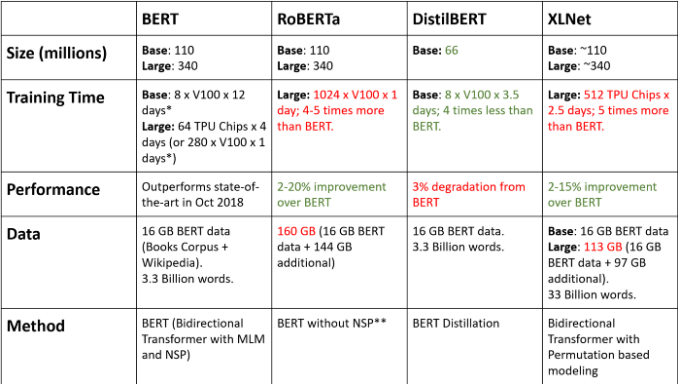 BERT RoBERTa DistilBERT XLNet
Size (millions)
Base: 110
Large: 340
Base: 110
Large: 340
Base: 66
Base: ~110
Large: ~340
Training Time
Base: 8 x V100 x 12
days*
Large: 64 TPU Chips x 4
days (or 280 x V100 x 1
days*)
Large: 1024 x V100 x 1
day; 4-5 times more
than BERT.
Base: 8 x V100 x 3.5
days; 4 times less than
BERT.
Large: 512 TPU Chips x
2.5 days; 5 times more
than BERT.
Performance
Outperforms state-of-
the-art in Oct 2018
2-20% improvement
over BERT
3% degradation from
BERT
2-15% improvement
over BERT
Data
16 GB BERT data
(Books Corpus +
Wikipedia).
3.3 Billion words.
160 GB (16 GB BERT
data + 144 GB
additional)
16 GB BERT data.
3.3 Billion words.
Base: 16 GB BERT data
Large: 113 GB (16 GB
BERT data + 97 GB
additional).
33 Billion words.
Method
BERT (Bidirectional
Transformer with MLM
and NSP)
BERT without NSP**
BERT Distillation
Bidirectional
Transformer with
Permutation based
modeling